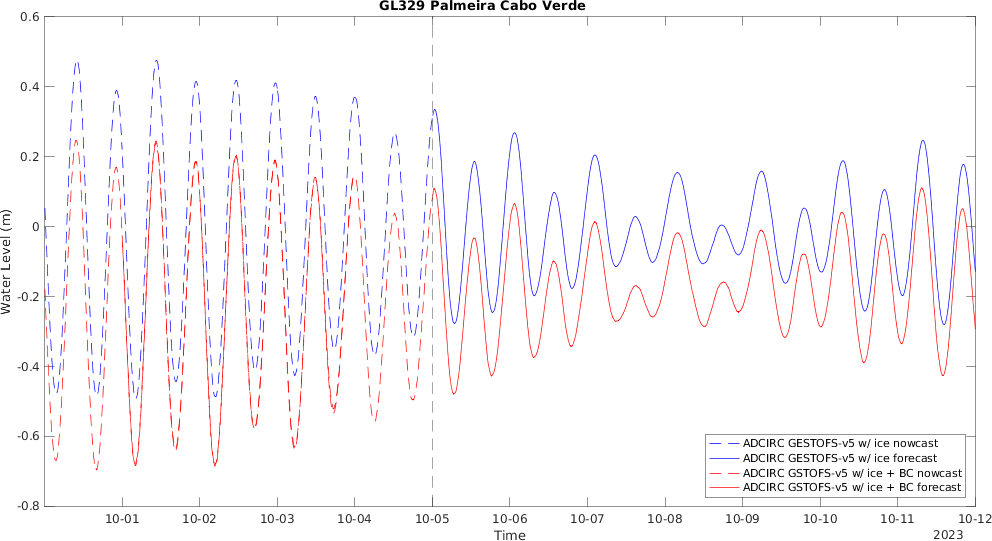 GL329 Palmeira Cabo Verde
0.6
0.4
0.2
0
-0.2
-0.4
-0.6
-0.8
Water Level (m)
10-01 10-02 10-03 10-04 10-05 10-06 10-07 10-08 10-09 10-10 10-11 10-12
Time
2023
ADCIRC GESTOFS-v5 w/ ice nowcast
ADCIRC GESTOFS-v5 w/ ice forecast
ADCIRC GSTOFS-v5 w/ ice + BC nowcast
ADCIRC GSTOFS-v5 w/ ice + BC forecast